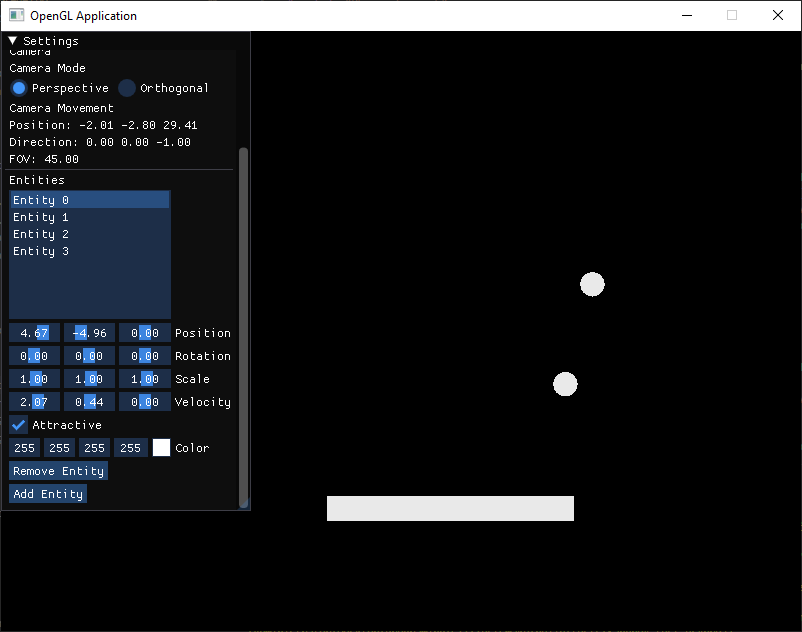 OpenGL Application
Settings
Camera
Camera Mode
Perspective Orthogonal
Camera Movement
Position: -2.01 -2.80 29.41
Direction: 0.00 0.00 -1.00
FOV: 45.00
Entities
Entity 0
Entity 1
Entity 2
Entity 3
4.67 -4.96 0.00 Position
0.00 0.00 0.00 Rotation
1.00 1.00 1.00 Scale
2.07 0.44 0.00 Velocity
Attractive
255 255 255 255 Color
Remove Entity
Add Entity